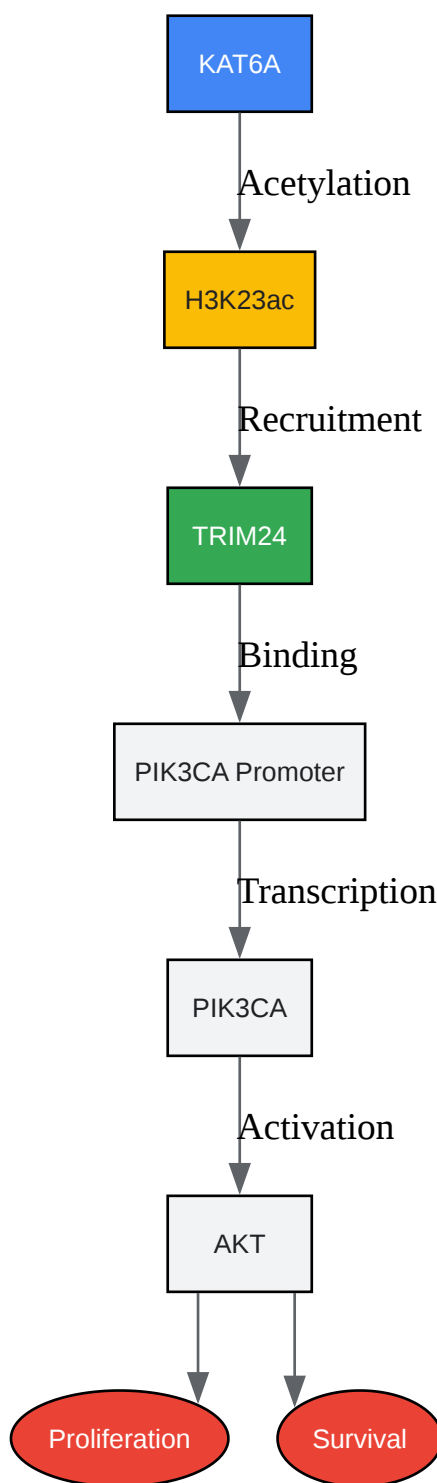 KAT6A
Acetylation
H3K23ac
Recruitment
TRIM24
Binding
PIK3CA Promoter
Transcription
PIK3CA
Activation
AKT
Proliferation
Survival